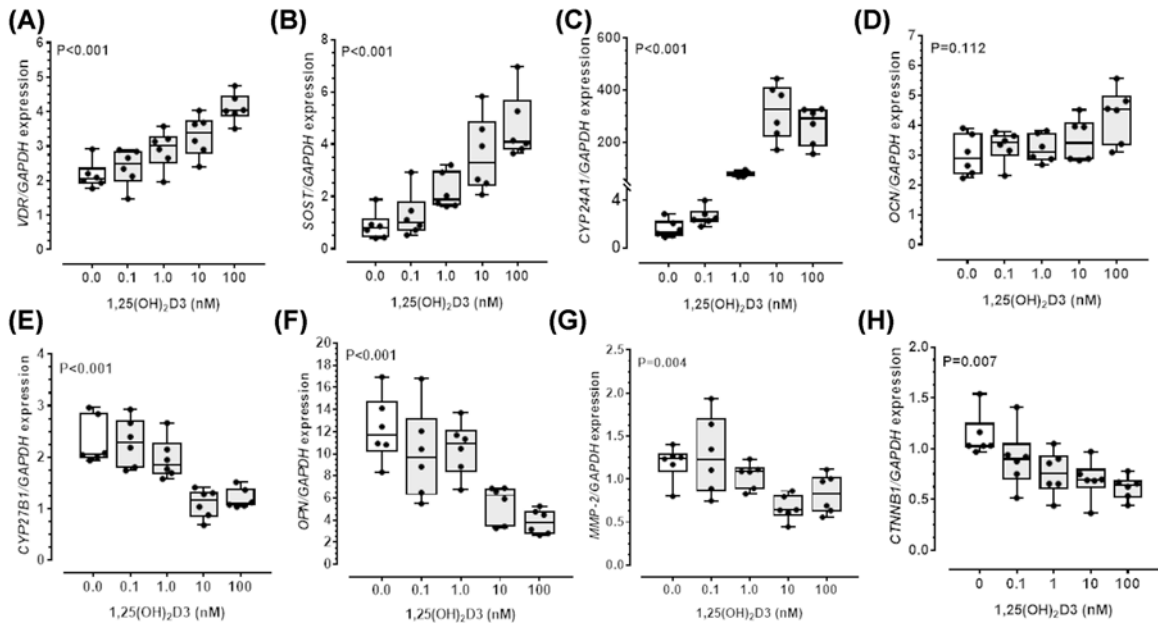 (A)
P<0.001
VDR/GAPDH expression
6
5
4
3
2
1
0
0.0 0.1 1.0 10 100
1,25(OH)2D3 (nM)
(B)
P<0.001
SOST/GAPDH expression
8
6
4
2
0
0.0 0.1 1.0 10 100
1,25(OH)2D3 (nM)
(C)
P<0.001
CYP24A1/GAPDH expression
600
400
200
4
0
0.0 0.1 1.0 10 100
1,25(OH)2D3 (nM)
(D)
P=0.112
OCN/GAPDH expression
7
6
5
4
3
2
1
0
0.0 0.1 1.0 10 100
1,25(OH)2D3 (nM)
(E)
P<0.001
CYP27B1/GAPDH expression
4
3
2
1
0
0.0 0.1 1.0 10 100
1,25(OH)2D3 (nM)
(F)
P<0.001
OPN/GAPDH expression
20
18
16
14
12
10
8
6
4
2
0
0.0 0.1 1.0 10 100
1,25(OH)2D3 (nM)
(G)
P=0.004
MMP-2/GAPDH expression
2.5
2.0
1.5
1.0
0.5
0.0
0.0 0.1 1.0 10 100
1,25(OH)2D3 (nM)
(H)
P=0.007
CTNNB1/GAPDH expression
2.0
1.5
1.0
0.5
0.0
0 0.1 1 10 100
1,25(OH)2D3 (nM)